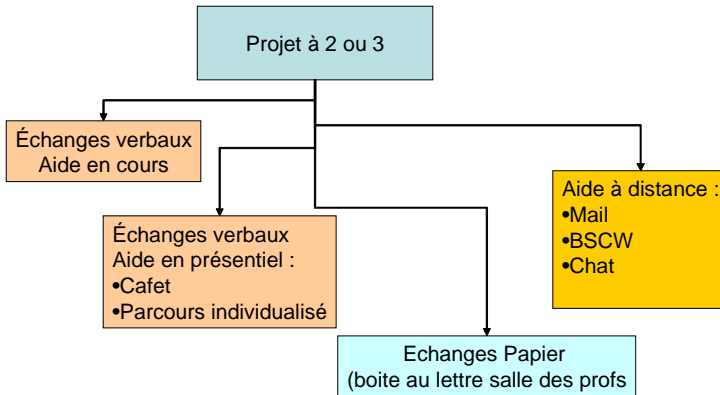 Projet à 2 ou 3
Échanges verbaux
Aide en cours
Échanges verbaux
Aide en présentiel :
•Cafet
•Parcours individualisé
Aide à distance :
•Mail
•BSCW
•Chat
Echanges Papier
(boite au lettre salle des profs